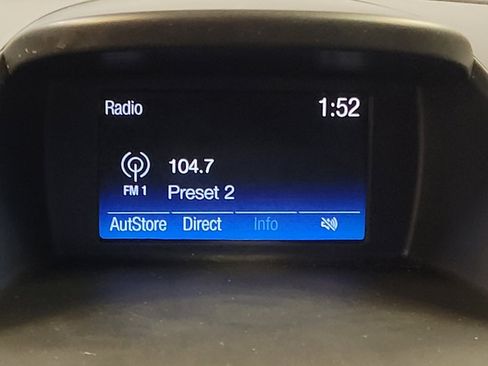 Radio 1:52
104.7
FM 1 Preset 2
AutStore Direct Info